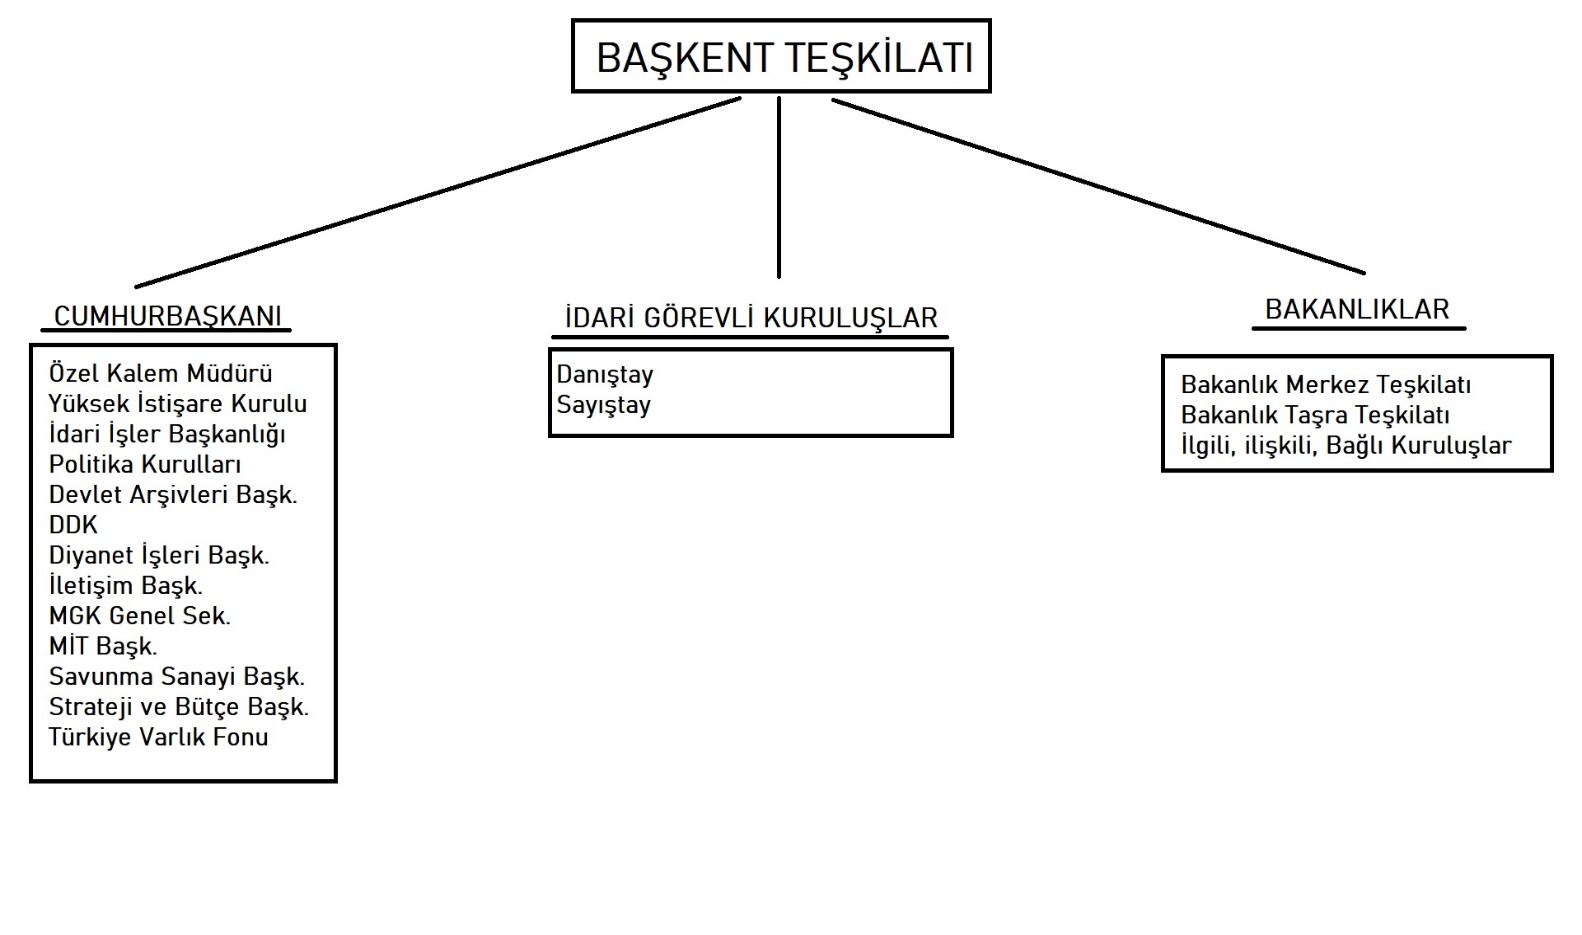 BAŞKENT TEŞKİLATI
CUMHURBAŞKANI
Özel Kalem Müdürü
Yüksek İstişare Kurulu
İdari İşler Başkanlığı
Politika Kurulları
Devlet Arşivleri Başk.
DDK
Diyanet İşleri Başk.
İletişim Başk.
MGK Genel Sek.
MİT Başk.
Savunma Sanayi Başk.
Strateji ve Bütçe Başk.
Türkiye Varlık Fonu
İDARİ GÖREVLİ KURULUŞLAR
Danıştay
Sayıştay
BAKANLIKLAR
Bakanlık Merkez Teşkilatı
Bakanlık Taşra Teşkilatı
İlgili, ilişkili, Bağlı Kuruluşlar